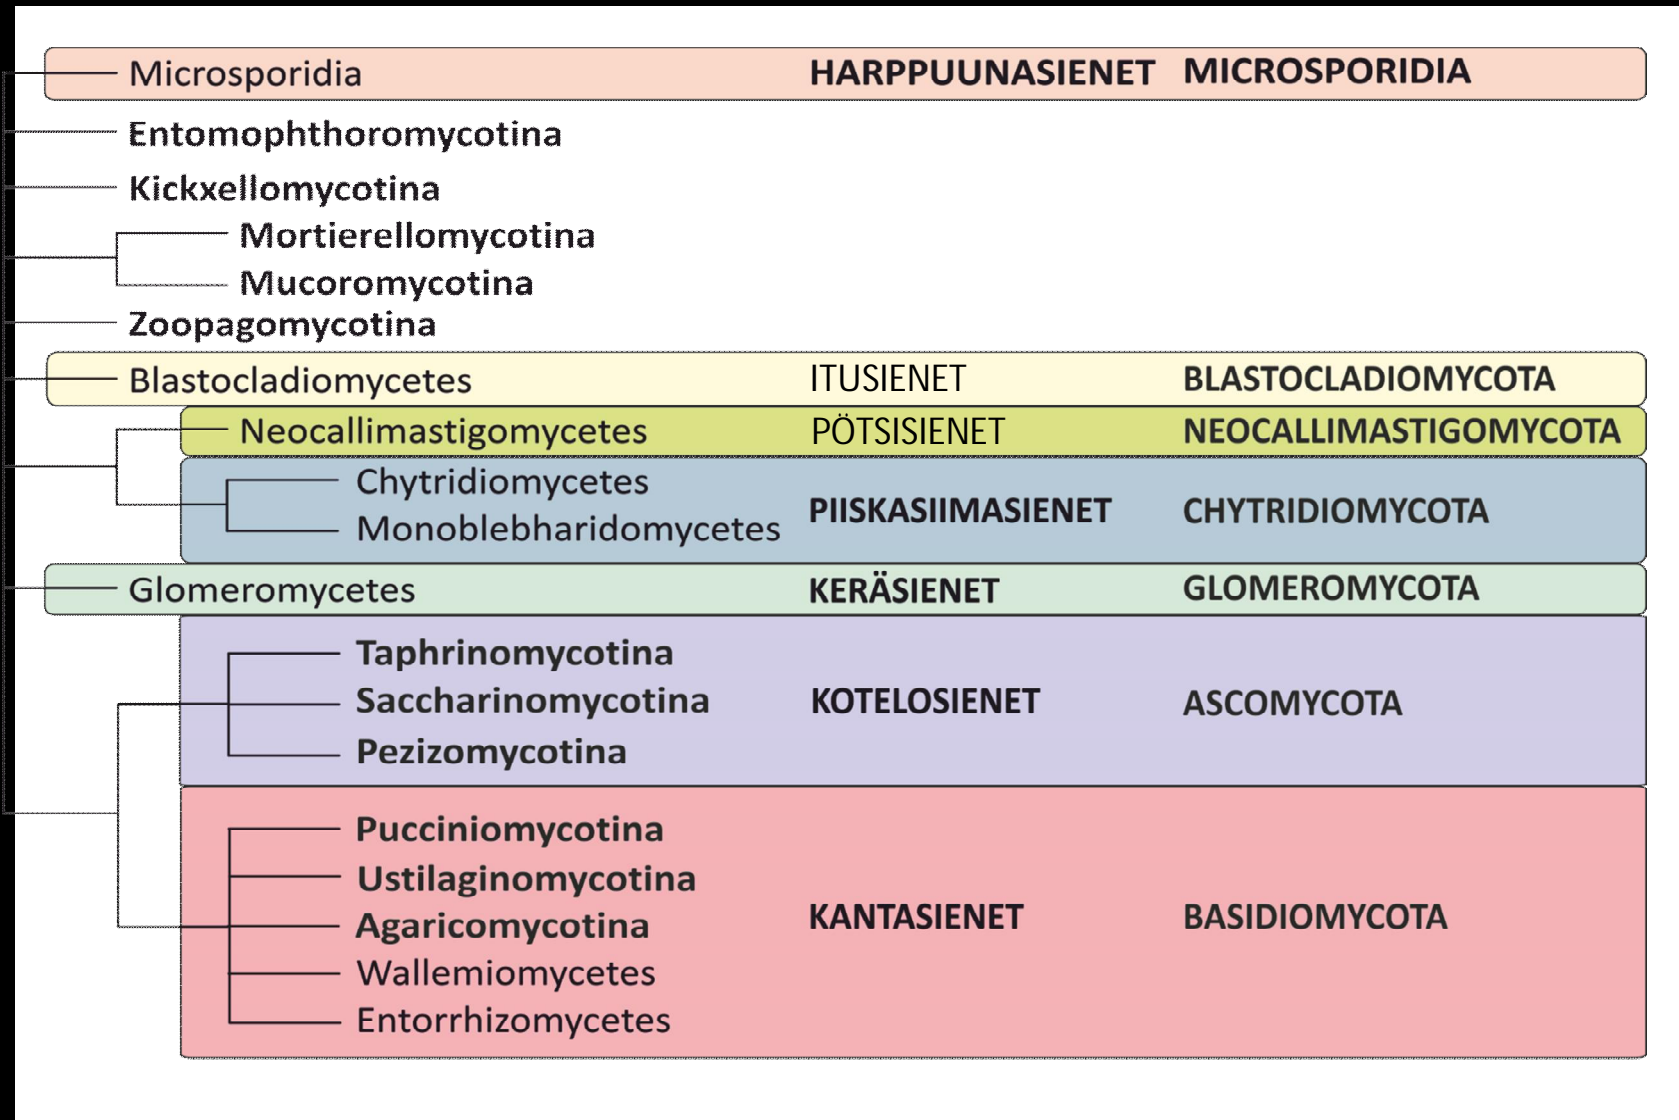 Microsporidia HARPPUUNASIENET MICROSPORIDIA
Entomophthoromycotina
Kickxellomycotina
Mortierellomycotina
Mucoromycotina
Zoopagomycotina
Blastocladiomycetes ITUSIENET BLASTOCLADIOMYCOTA
Neocallimastigomycetes PÖTSISIENET NEOCALLIMASTIGOMYCOTA
Chytridiomycetes
Monoblebharidomycetes PIISKASIIMASIENET CHYTRIDIOMYCOTA
Glomeromycetes KERÄSIENET GLOMEROMYCOTA
Taphrinomycotina
Saccharinomycotina KOTELOSIENET ASCOMYCOTA
Pezizomycotina
Pucciniomycotina
Ustilaginomycotina
Agaricomycotina KANTASIENET BASIDIOMYCOTA
Wallemiomycetes
Entorrhizomycetes